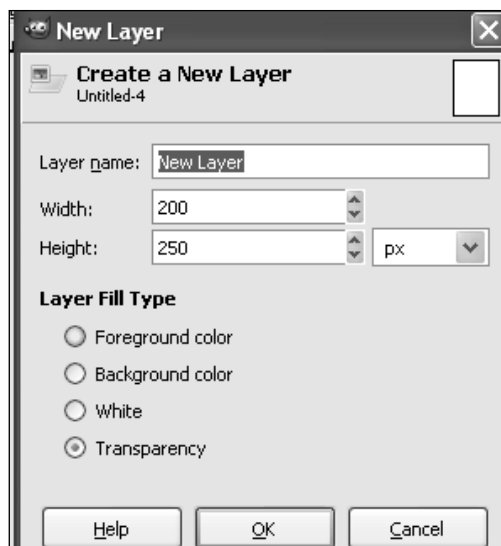 New Layer
Create a New Layer
Untitled-4
Layer name: New Layer
Width: 200
Height: 250 px
Layer Fill Type
Foreground color
Background color
White
Transparency
Help OK Cancel